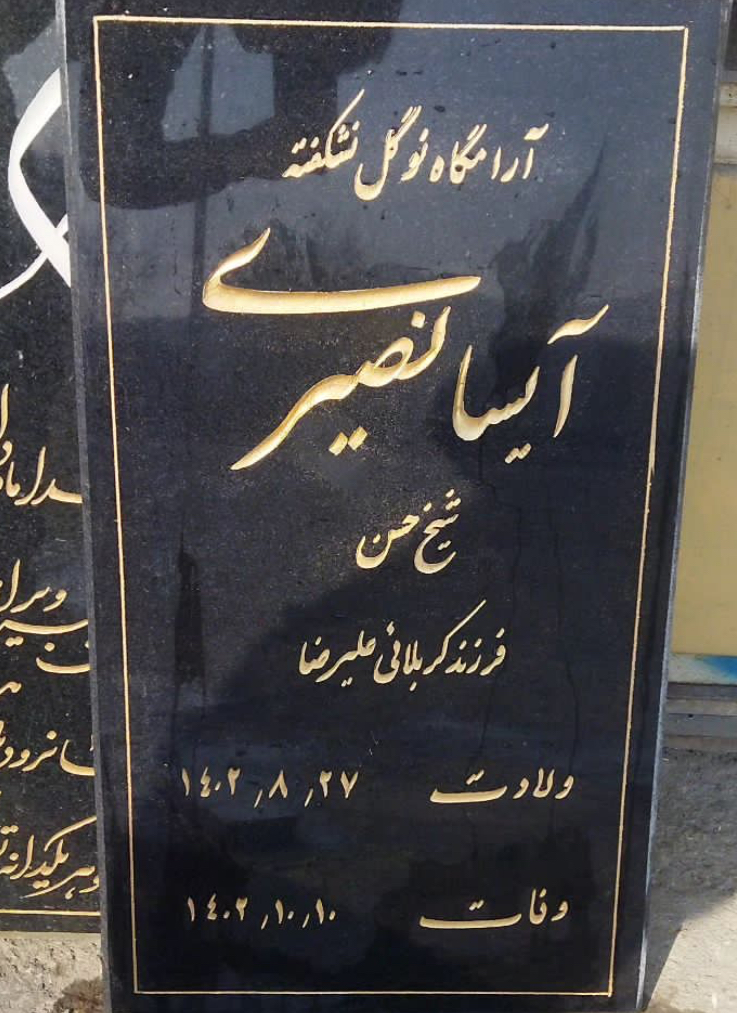 آرامگاه نوگل نشکفته
آیسا نصیری
شیخ حسن
فرزند کربلائی علیرضا
ولادت ۱۴۰۲٫۸٫۲۷
وفات ۱۴۰۲٫۱۰٫۱۰